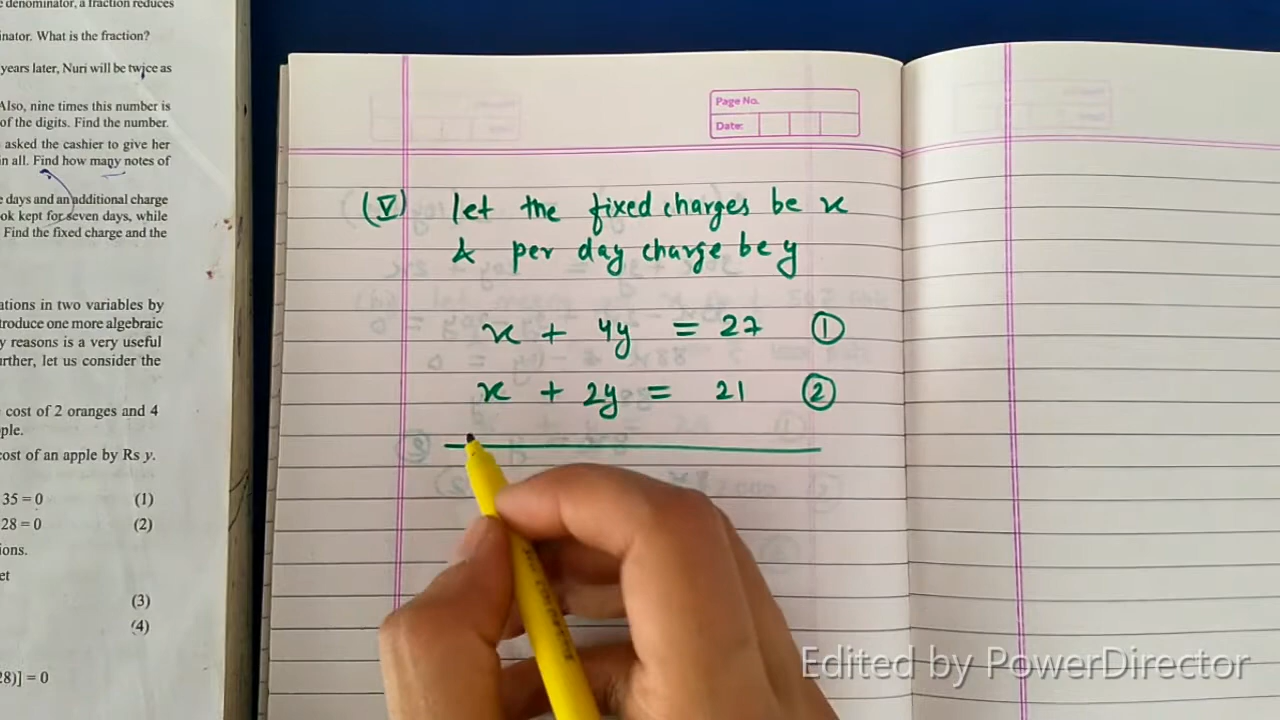 e denominator, a fraction reduces
inator. What is the fraction?
years later, Nuri will be twice as
Also, nine times this number is
of the digits. Find the number.
asked the cashier to give her
in all. Find how many notes of
e days and an additional charge
ok kept for seven days, while
Find the fixed charge and the
ations in two variables by
troduce one more algebraic
y reasons is a very useful
urther, let us consider the
cost of 2 oranges and 4
ple.
cost of an apple by Rs y.
35 = 0 (1)
28 = 0 (2)
ions.
et
(3)
(4)
28)] = 0
Page No.
Date:
(V) let the fixed charges be x
& per day charge be y
x + 4y = 27 ①
x + 2y = 21 ②
Edited by PowerDirector